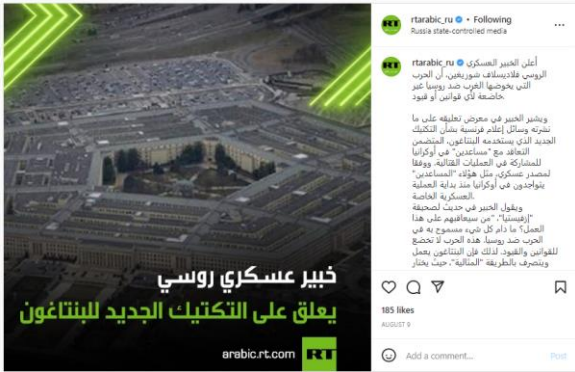 خبير عسكري روسي
يعلق على التكتيك الجديد للبنتاغون
arabic.rt.com RT
rtarabic_ru • Following
Russia state-controlled media
rtarabic_ru أعلن الخبير العسكري
الروسي فلاديسلاف شوريغين، أن الحرب
التي يخوضها الغرب ضد روسيا غير
خاضعة لأي قوانين أو قيود.
ويشير الخبير في معرض تعليقه على ما
نشرته وسائل إعلام فرنسية بشأن التكتيك
الجديد الذي يستخدمه البنتاغون، المتضمن
التعاقد مع "مساعدين" في أوكرانيا
للمشاركة في العمليات القتالية. ووفقا
لمصدر عسكري، مثل هؤلاء "المساعدين"
يتواجدون في أوكرانيا منذ بداية العملية
العسكرية الخاصة.
ويقول الخبير في حديث لصحيفة
"إزفيستيا"، "من سيعاقبهم على هذا
العمل؟ ما دام كل شيء مسموح به في
الحرب ضد روسيا. هذه الحرب لا تخضع
للقوانين والقيود. لذلك فإن البنتاغون يعمل
ويتصرف بالطريقة "المثالية"، حيث يختار
185 likes
AUGUST 9
Add a comment...
Post